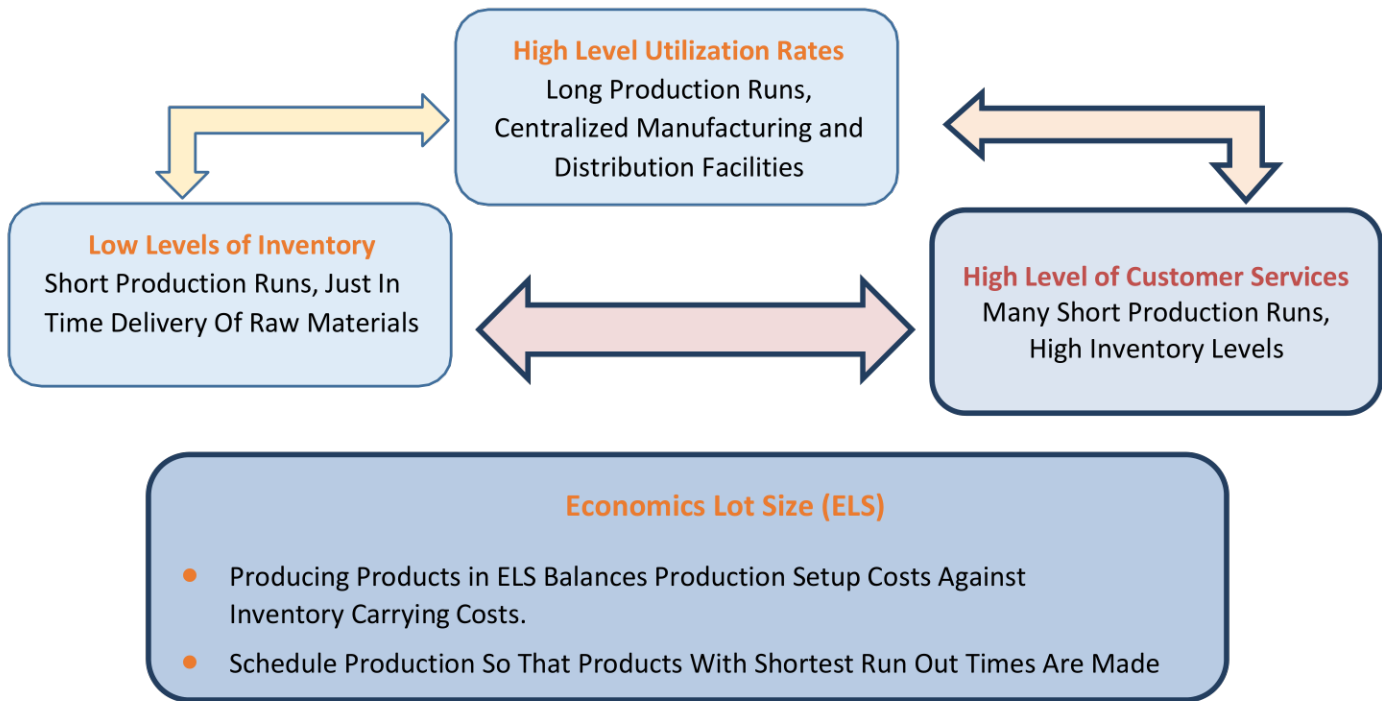 High Level Utilization Rates
Long Production Runs,
Centralized Manufacturing and
Distribution Facilities
Low Levels of Inventory
Short Production Runs, Just In
Time Delivery Of Raw Materials
High Level of Customer Services
Many Short Production Runs,
High Inventory Levels
Economics Lot Size (ELS)
• Producing Products in ELS Balances Production Setup Costs Against
Inventory Carrying Costs.
• Schedule Production So That Products With Shortest Run Out Times Are Made